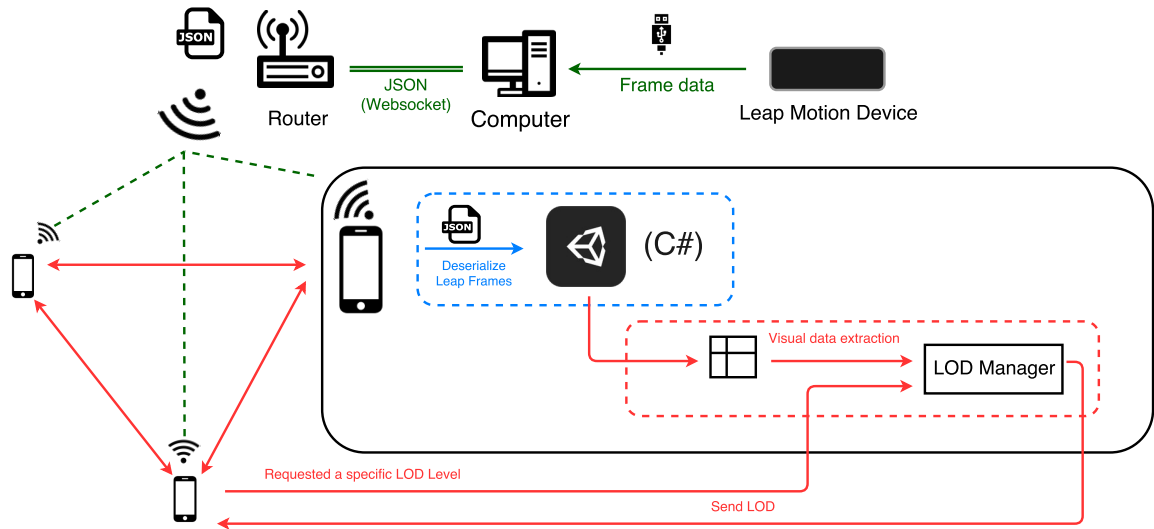 JSON
Router
JSON
(Websocket)
Computer
Frame data
Leap Motion Device
JSON
Deserialize
Leap Frames
(C#)
Visual data extraction
LOD Manager
Requested a specific LOD Level
Send LOD